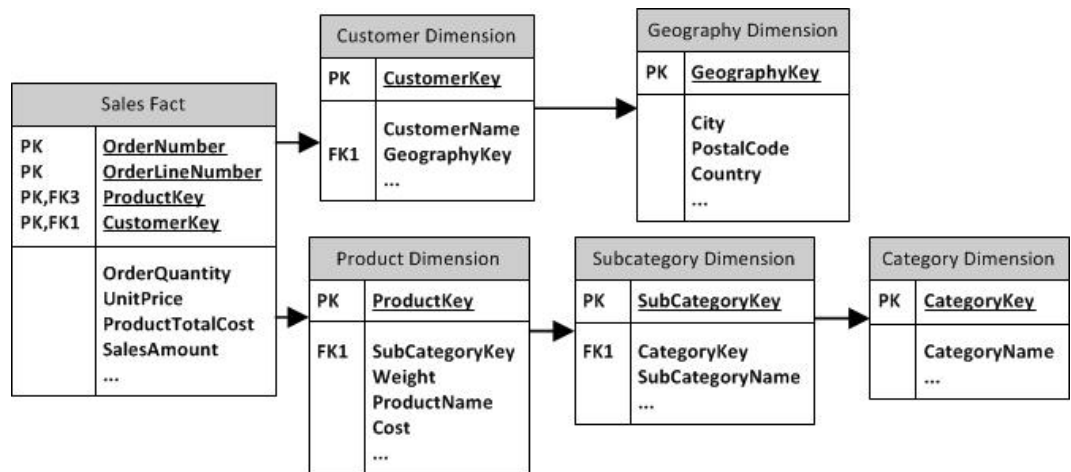 Customer Dimension
PK CustomerKey
CustomerName
FK1 GeographyKey
...
Geography Dimension
PK GeographyKey
City
PostalCode
Country
...
Sales Fact
PK OrderNumber
PK OrderLineNumber
PK,FK3 ProductKey
PK,FK1 CustomerKey
OrderQuantity
UnitPrice
ProductTotalCost
SalesAmount
...
Product Dimension
PK ProductKey
FK1 SubCategoryKey
Weight
ProductName
Cost
...
Subcategory Dimension
PK SubCategoryKey
FK1 CategoryKey
SubCategoryName
...
Category Dimension
PK CategoryKey
CategoryName
...